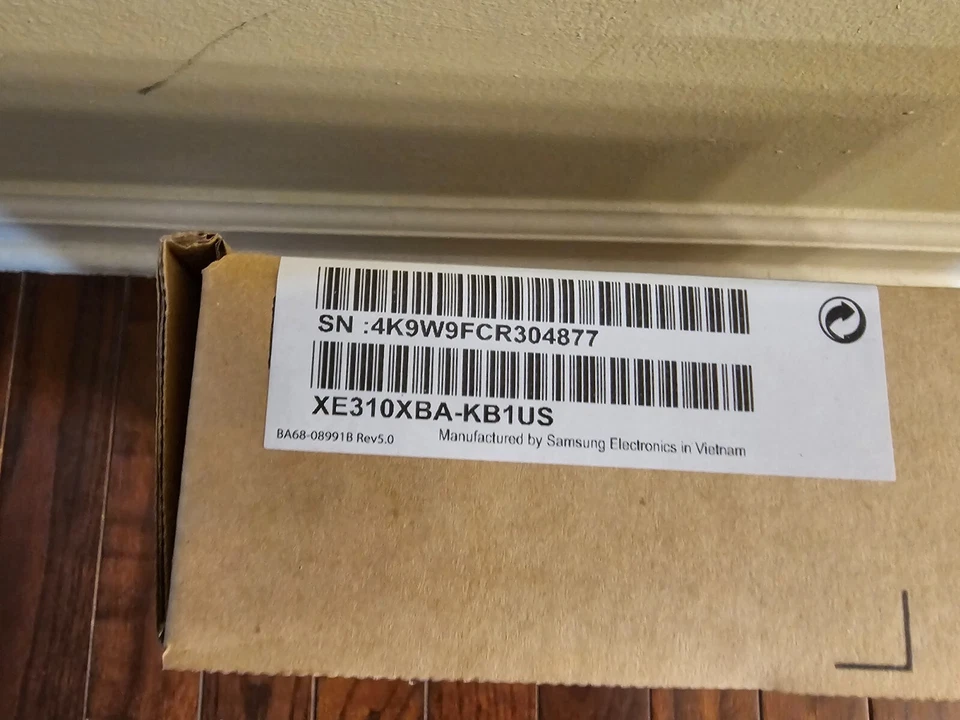 SN :4K9W9FCR304877
XE310XBA-KB1US
BA68-08991B Rev5.0 Manufactured by Samsung Electronics in Vietnam